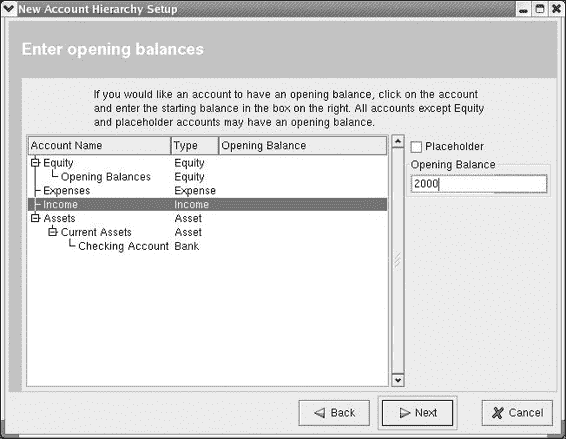 New Account Hierarchy Setup
Enter opening balances
If you would like an account to have an opening balance, click on the account
and enter the starting balance in the box on the right. All accounts except Equity
and placeholder accounts may have an opening balance.
Account Name Type Opening Balance
Equity Equity
Opening Balances Equity
Expenses Expense
Income Income
Assets Asset
Current Assets Asset
Checking Account Bank
Placeholder
Opening Balance
2000
Back Next Cancel